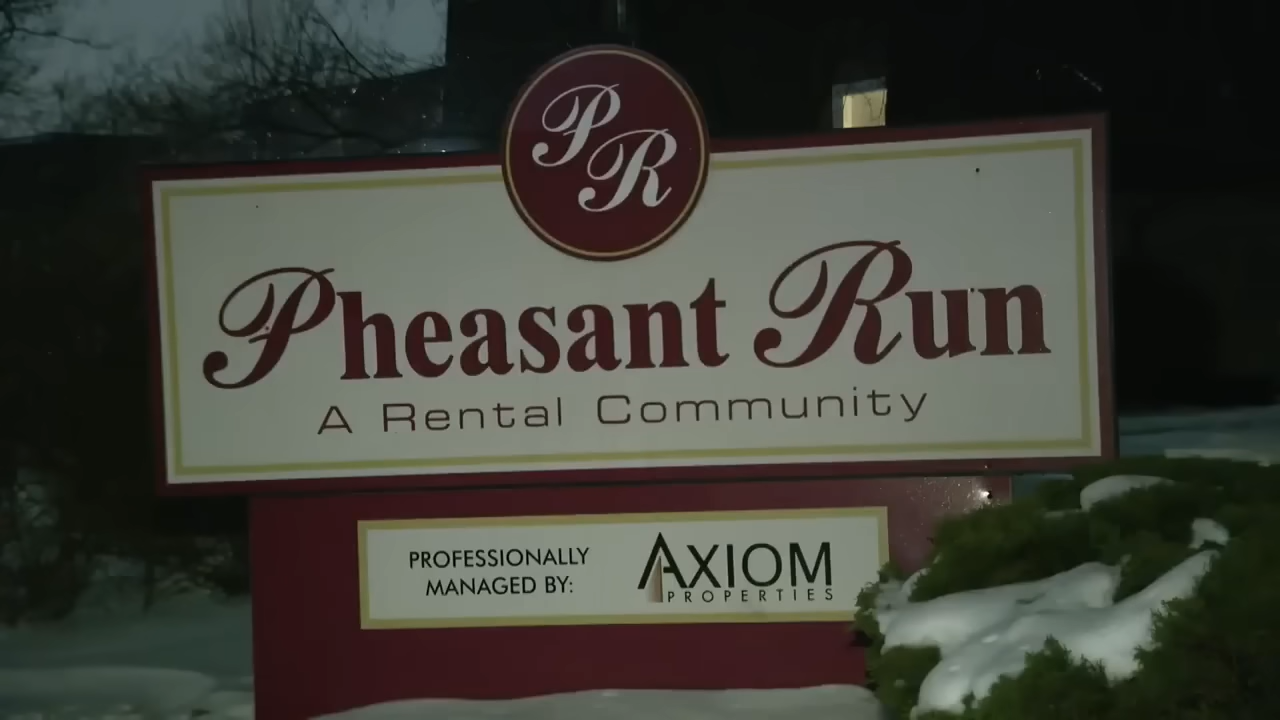 PR
Pheasant Run
A Rental Community
PROFESSIONALLY
MANAGED BY:
AXIOM
PROPERTIES